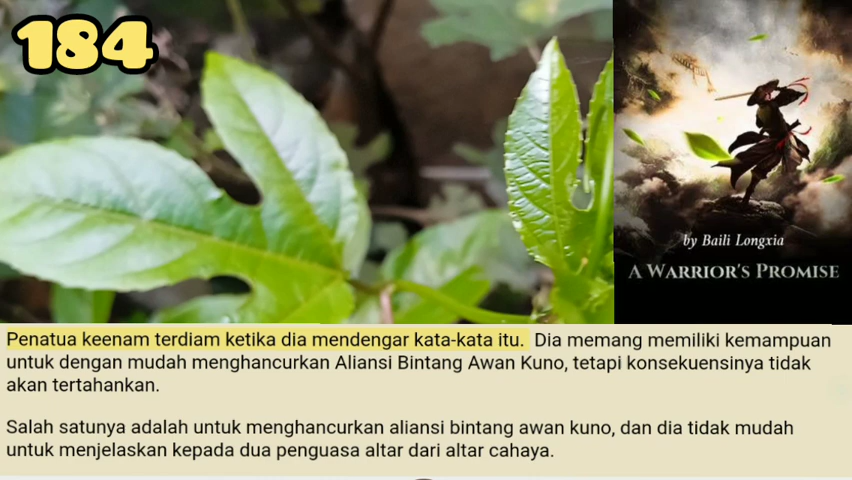 184
by Baili Longxia
A WARRIOR'S PROMISE
Penatua keenam terdiam ketika dia mendengar kata-kata itu. Dia memang memiliki kemampuan
untuk dengan mudah menghancurkan Aliansi Bintang Awan Kuno, tetapi konsekuensinya tidak
akan tertahankan.
Salah satunya adalah untuk menghancurkan aliansi bintang awan kuno, dan dia tidak mudah
untuk menjelaskan kepada dua penguasa altar dari altar cahaya.